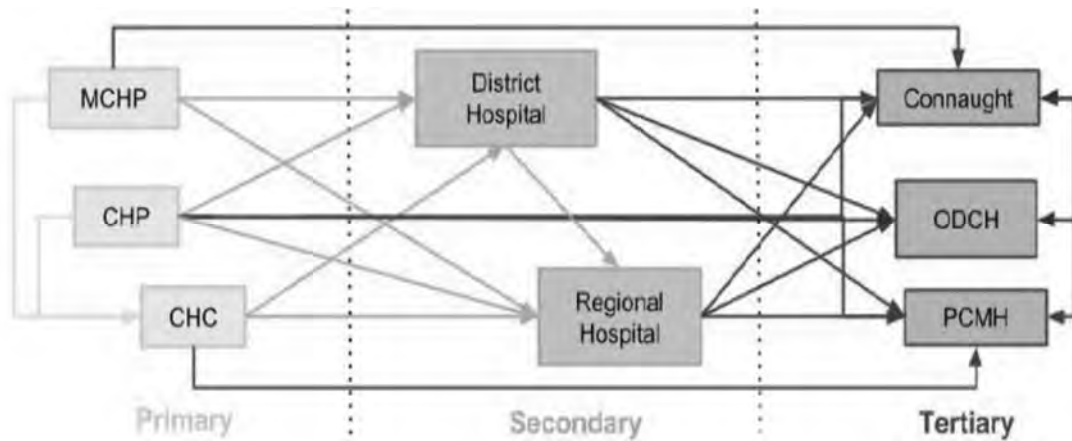 MCHP
District
Hospital
Connaught
CHP
ODCH
CHC
Regional
Hospital
PCMH
Primary
Secondary
Tertiary